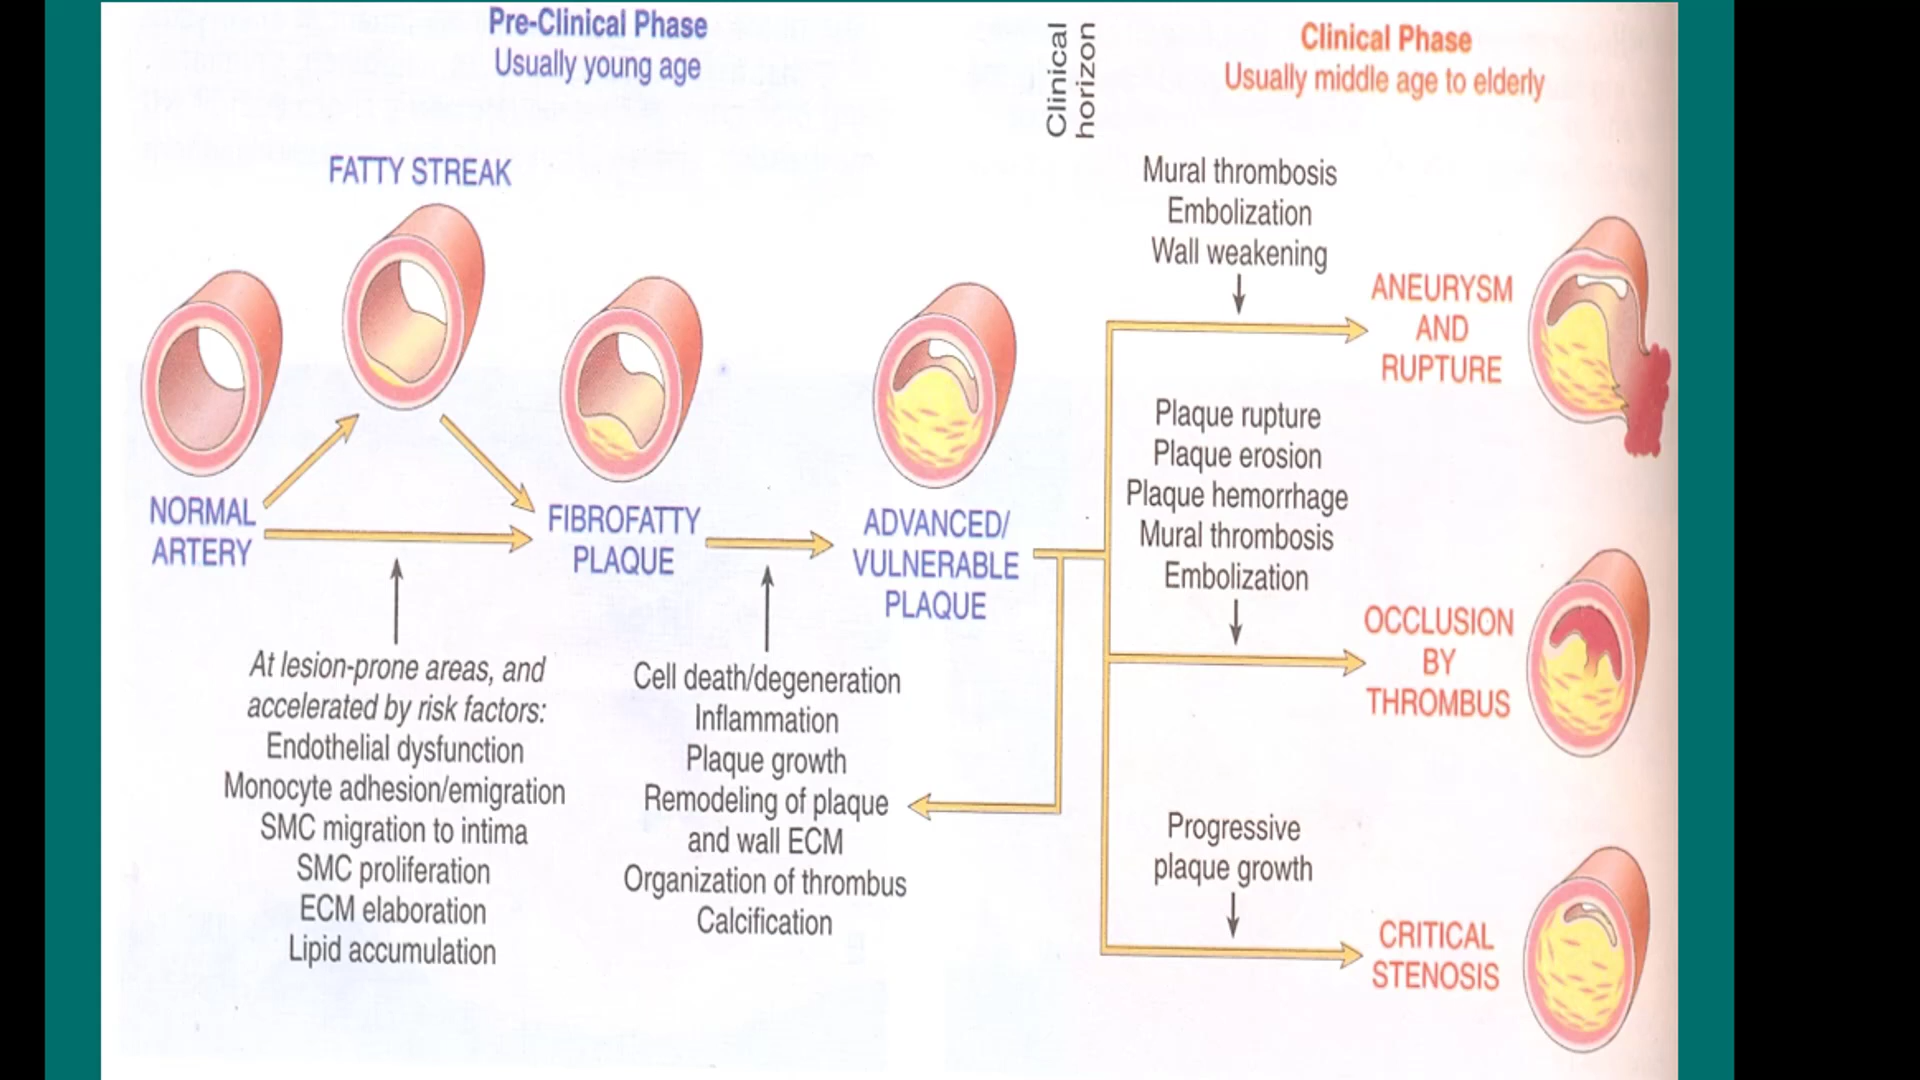 Pre-Clinical Phase
Usually young age
Clinical
horizon
Clinical Phase
Usually middle age to elderly
FATTY STREAK
NORMAL
ARTERY
FIBROFATTY
PLAQUE
ADVANCED/
VULNERABLE
PLAQUE
At lesion-prone areas, and
accelerated by risk factors:
Endothelial dysfunction
Monocyte adhesion/emigration
SMC migration to intima
SMC proliferation
ECM elaboration
Lipid accumulation
Cell death/degeneration
Inflammation
Plaque growth
Remodeling of plaque
and wall ECM
Organization of thrombus
Calcification
Mural thrombosis
Embolization
Wall weakening
ANEURYSM
AND
RUPTURE
Plaque rupture
Plaque erosion
Plaque hemorrhage
Mural thrombosis
Embolization
OCCLUSION
BY
THROMBUS
Progressive
plaque growth
CRITICAL
STENOSIS